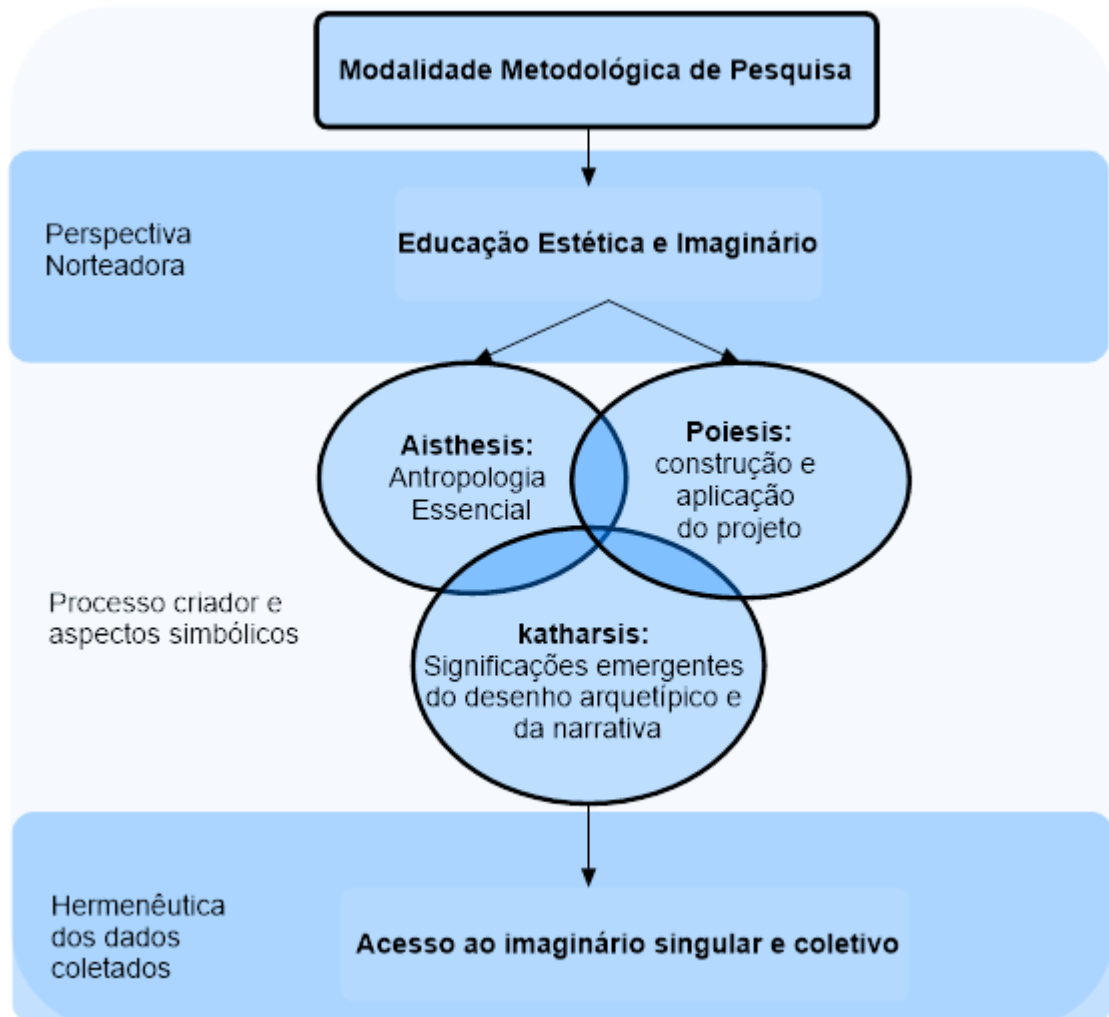 Modalidade Metodológica de Pesquisa
Perspectiva
Norteadora
Educação Estética e Imaginário
Aisthesis:
Antropologia
Essencial
Poiesis:
construção e
aplicação
do projeto
Processo criador e
aspectos simbólicos
katharsis:
Significações emergentes
do desenho arquetípico e
da narrativa
Hermenêutica
dos dados
coletados
Acesso ao imaginário singular e coletivo